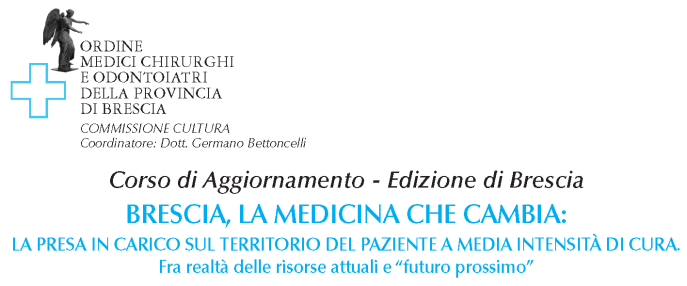 ORDINE
MEDICI CHIRURGHI
E ODONTOIATRI
DELLA PROVINCIA
DI BRESCIA
COMMISSIONE CULTURA
Coordinatore: Dott. Germano Bettoncelli
Corso di Aggiornamento - Edizione di Brescia
BRESCIA, LA MEDICINA CHE CAMBIA:
LA PRESA IN CARICO SUL TERRITORIO DEL PAZIENTE A MEDIA INTENSITÀ DI CURA.
Fra realtà delle risorse attuali e “futuro prossimo”